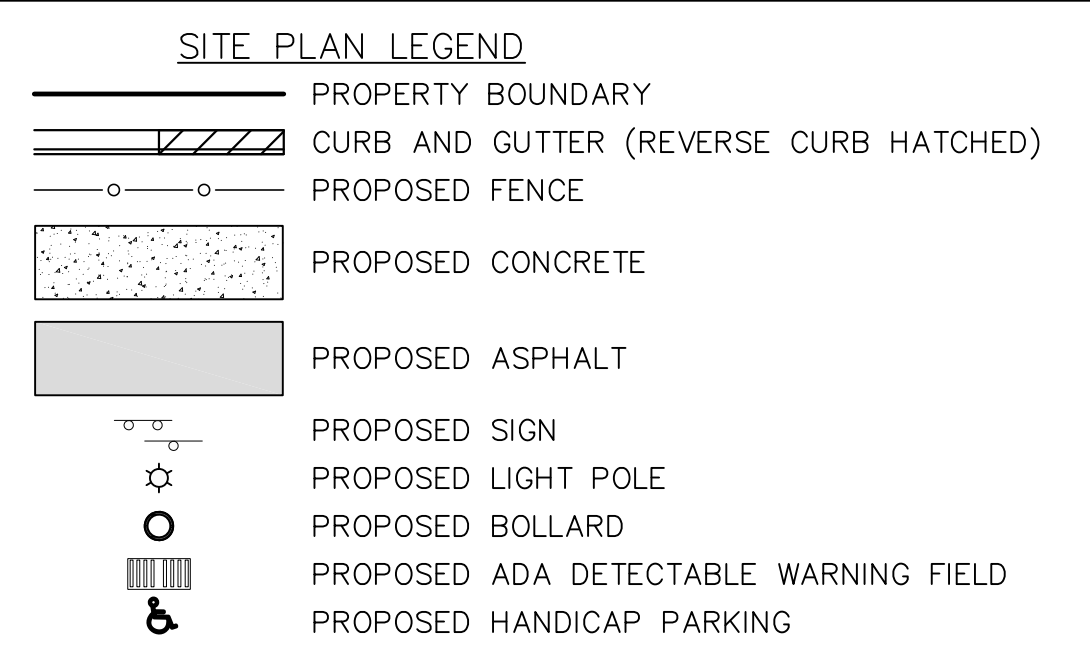 SITE PLAN LEGEND
PROPERTY BOUNDARY
CURB AND GUTTER (REVERSE CURB HATCHED)
PROPOSED FENCE
PROPOSED CONCRETE
PROPOSED ASPHALT
PROPOSED SIGN
PROPOSED LIGHT POLE
PROPOSED BOLLARD
PROPOSED ADA DETECTABLE WARNING FIELD
PROPOSED HANDICAP PARKING